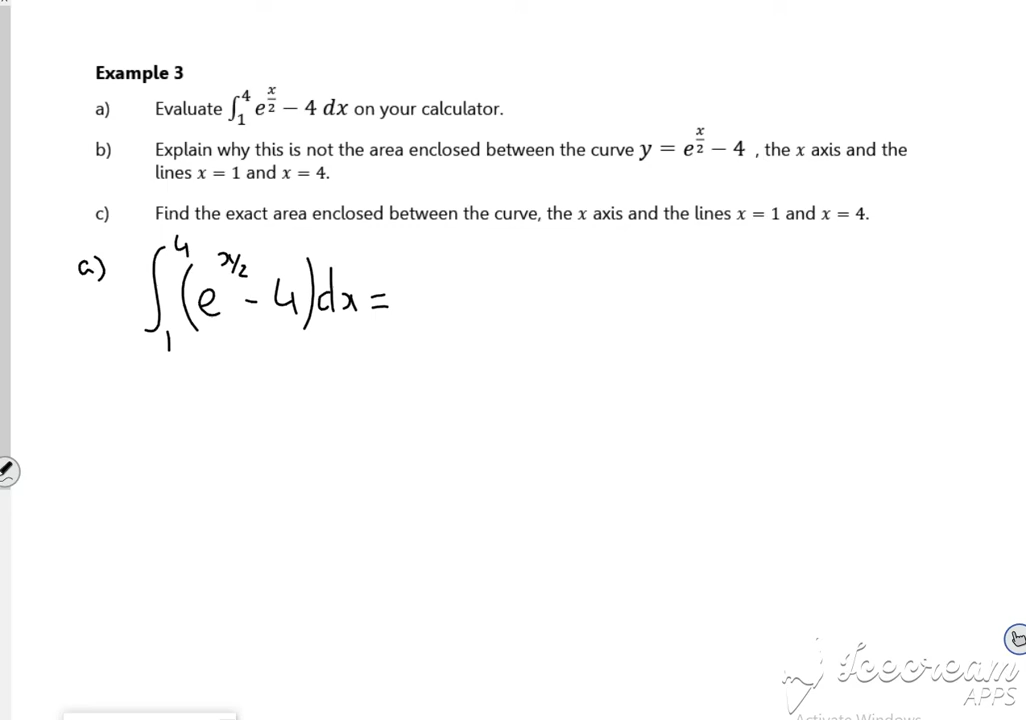 Example 3
a) Evaluate ∫₁⁴ e^(x/2) − 4 dx on your calculator.
b) Explain why this is not the area enclosed between the curve y = e^(x/2) − 4 , the x axis and the
lines x = 1 and x = 4.
c) Find the exact area enclosed between the curve, the x axis and the lines x = 1 and x = 4.
a) ∫₁⁴ (e^(x/2) - 4)dx =
Icecream
APPS
Activate Windows